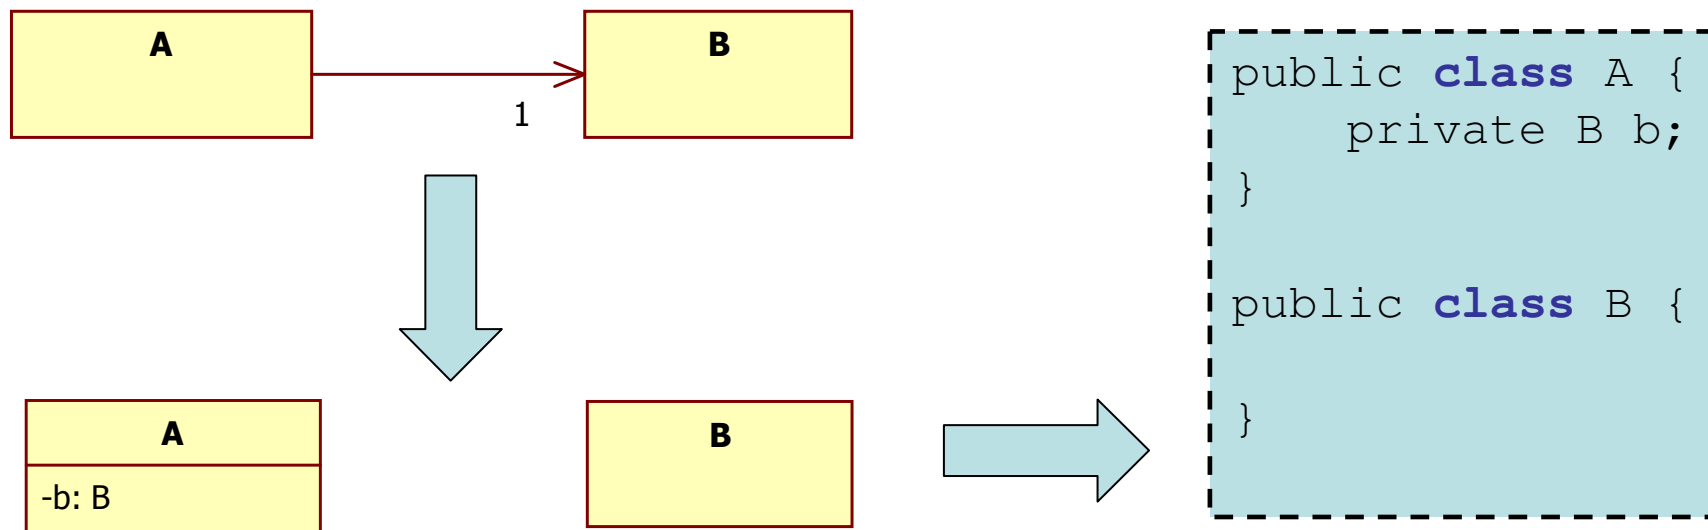 A
B
1
A
-b: B
B
public class A {
    private B b;
}
public class B {
}